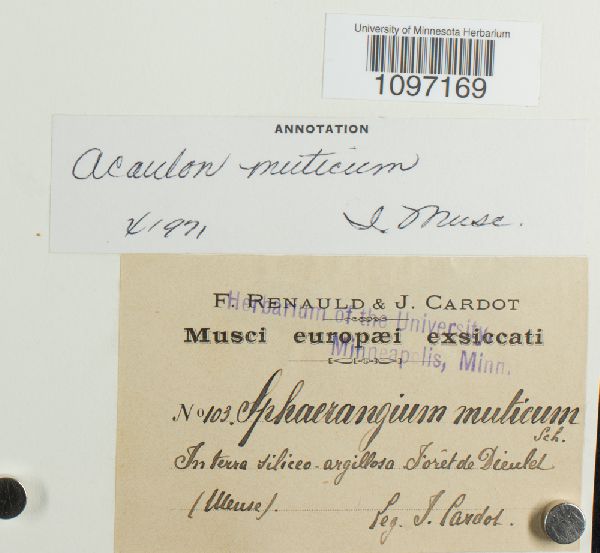 University of Minnesota Herbarium
1097169
ANNOTATION
Acaulon muticum
1971
F. RENAULD & J. CARDOT
Herbarium of the University
Musci europæi exsiccati
Minneapolis, Minn.
No 103. Sphaerangium muticum
Sch.
In terra siliceo-argillosa Forêt de Dieulet
(Meuse). Leg. J. Cardot.